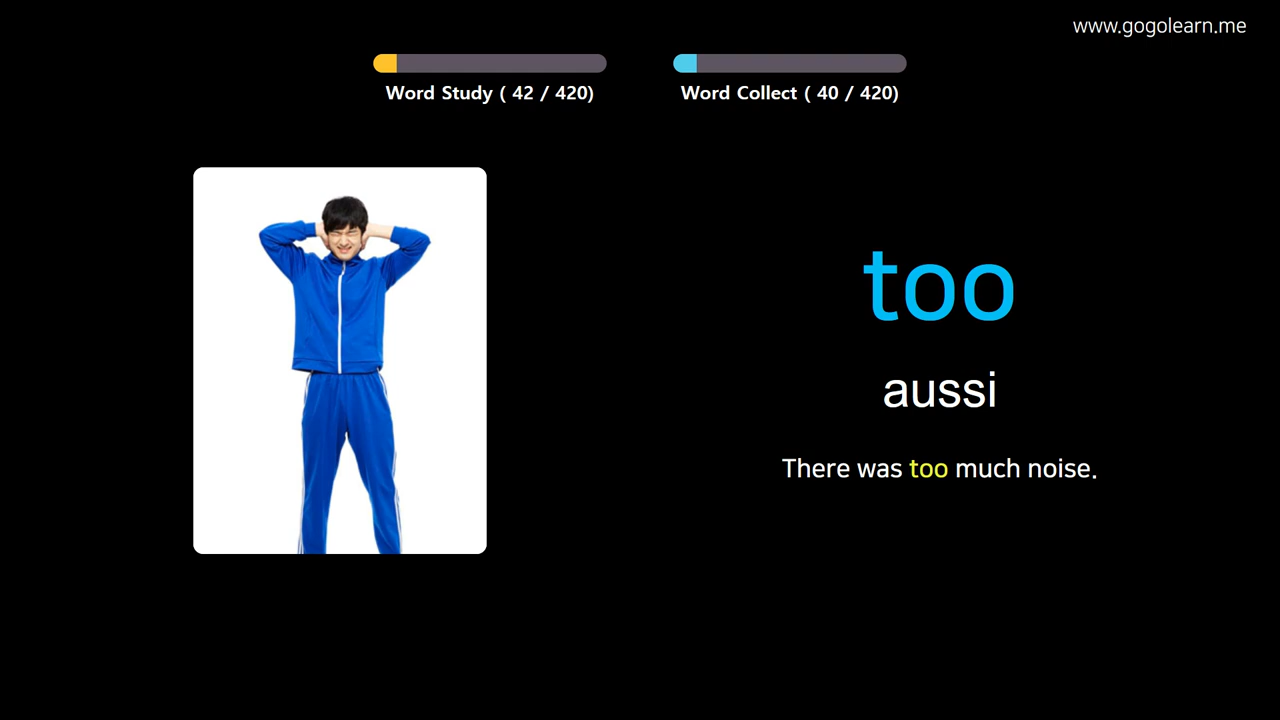 www.gogolearn.me
Word Study ( 42 / 420)
Word Collect ( 40 / 420)
too
aussi
There was too much noise.